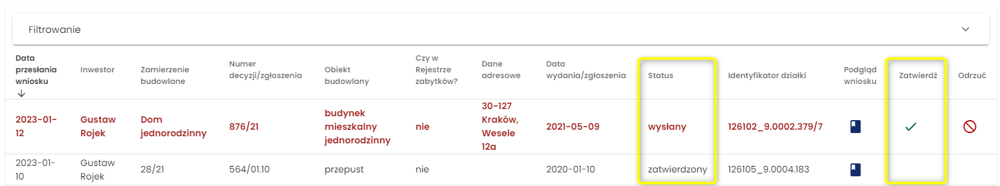 Filtrowanie
Data
przesłania
wniosku
Inwestor
Zamierzenie
budowlane
Numer
decyzji/zgłoszenia
Obiekt
budowlany
Czy w
Rejestrze
zabytków?
Dane
adresowe
Data
wydania/zgłoszenia
Status
Identyfikator działki
Podgląd
wniosku
Zatwierdź
Odrzuć
2023-01-
12
Gustaw
Rojek
Dom
jednorodzinny
876/21
budynek
mieszkalny
jednorodzinny
nie
30-127
Kraków,
Wesele
12a
2021-05-09
wysłany
126102_9.0002.379/7
2023-01-
10
Gustaw
Rojek
28/21
564/01.10
przepust
nie
2020-01-10
zatwierdzony
126105_9.0004.183